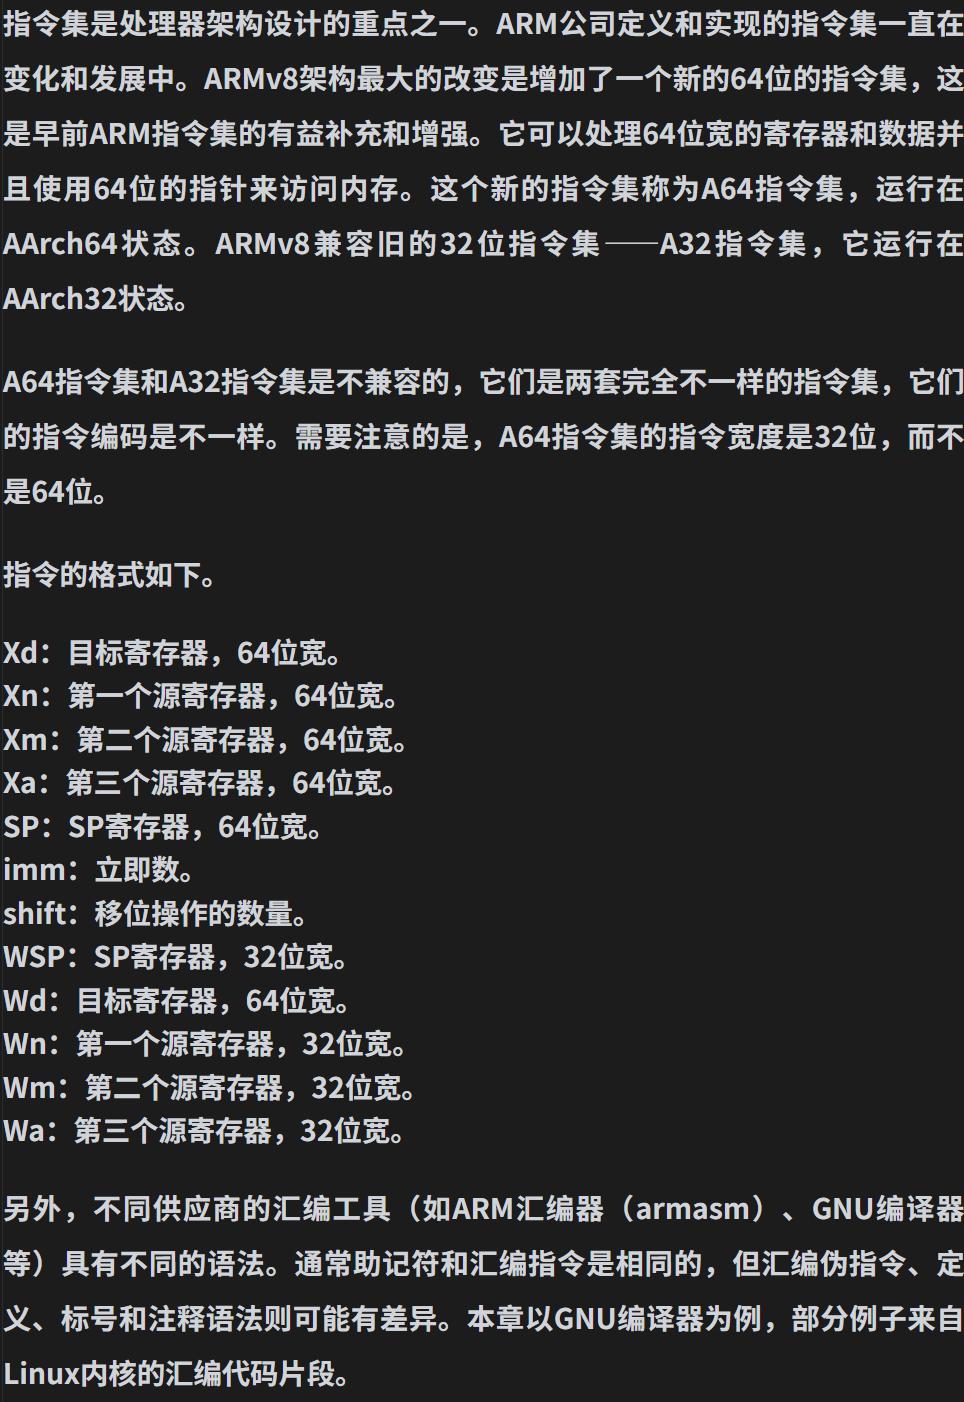 指令集是处理器架构设计的重点之一。ARM公司定义和实现的指令集一直在
变化和发展中。ARMv8架构最大的改变是增加了一个新的64位的指令集，这
是早前ARM指令集的有益补充和增强。它可以处理64位宽的寄存器和数据并
且使用64位的指针来访问内存。这个新的指令集称为A64指令集，运行在
AArch64状态。ARMv8兼容旧的32位指令集——A32指令集，它运行在
AArch32状态。
A64指令集和A32指令集是不兼容的，它们是两套完全不一样的指令集，它们
的指令编码是不一样。需要注意的是，A64指令集的指令宽度是32位，而不
是64位。
指令的格式如下。
Xd：目标寄存器，64位宽。
Xn：第一个源寄存器，64位宽。
Xm：第二个源寄存器，64位宽。
Xa：第三个源寄存器，64位宽。
SP：SP寄存器，64位宽。
imm：立即数。
shift：移位操作的数量。
WSP：SP寄存器，32位宽。
Wd：目标寄存器，64位宽。
Wn：第一个源寄存器，32位宽。
Wm：第二个源寄存器，32位宽。
Wa：第三个源寄存器，32位宽。
另外，不同供应商的汇编工具（如ARM汇编器（armasm）、GNU编译器
等）具有不同的语法。通常助记符和汇编指令是相同的，但汇编伪指令、定
义、标号和注释语法则可能有差异。本章以GNU编译器为例，部分例子来自
Linux内核的汇编代码片段。